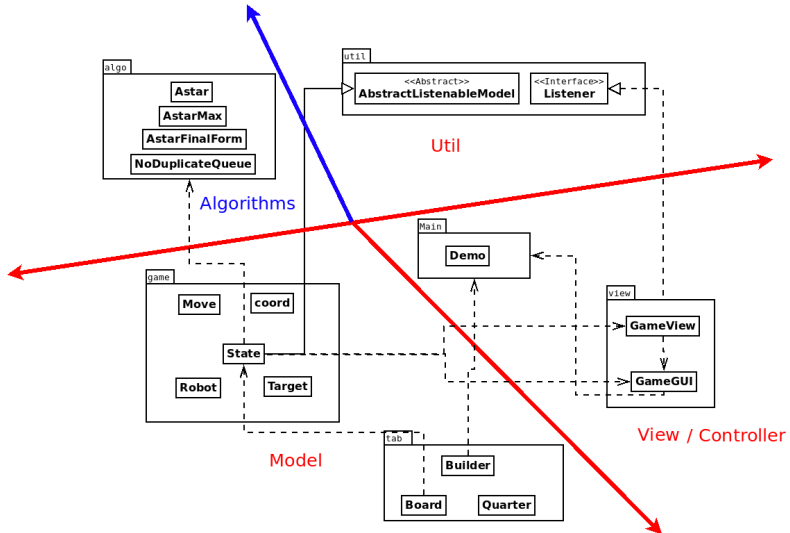 util
<<Abstract>>
AbstractListenableModel
<<Interface>>
Listener
algo
Astar
AstarMax
AstarFinalForm
NoDuplicateQueue
Util
Algorithms
Main
Demo
game
Move
coord
State
Robot
Target
view
GameView
GameGUI
View / Controller
Model
tab
Builder
Board
Quarter